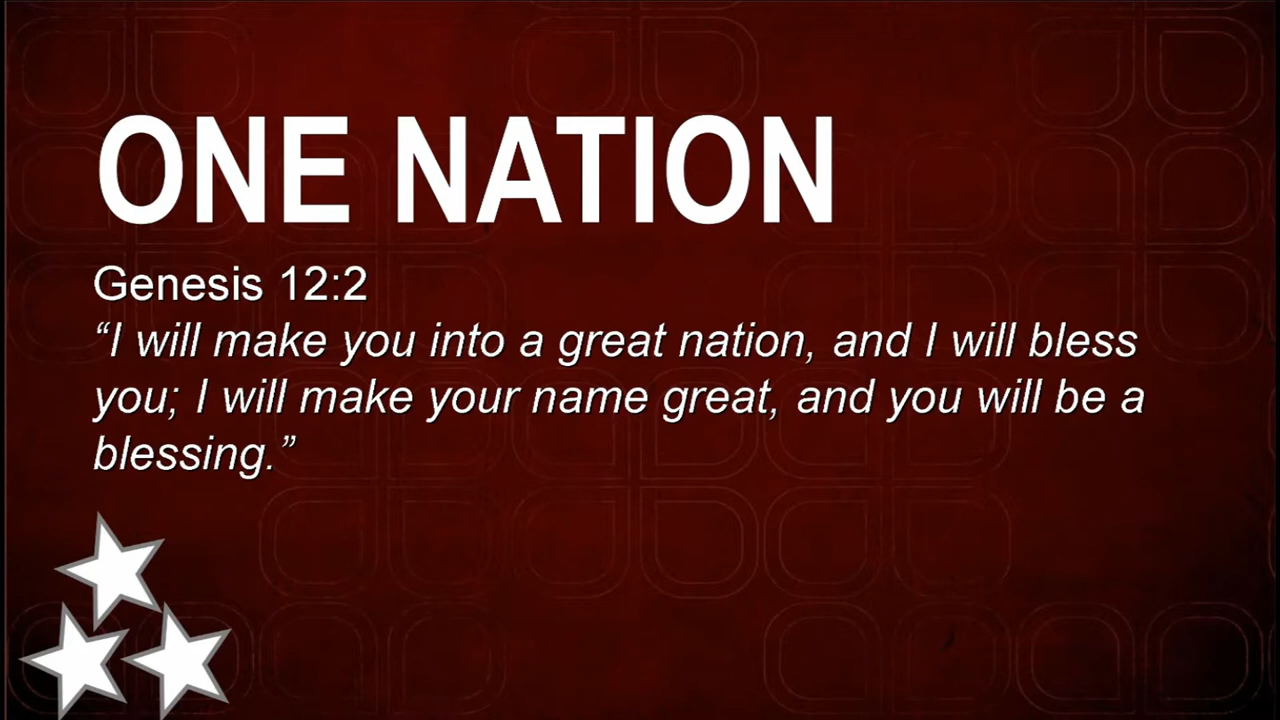 ONE NATION
Genesis 12:2
“I will make you into a great nation, and I will bless
you; I will make your name great, and you will be a
blessing.”